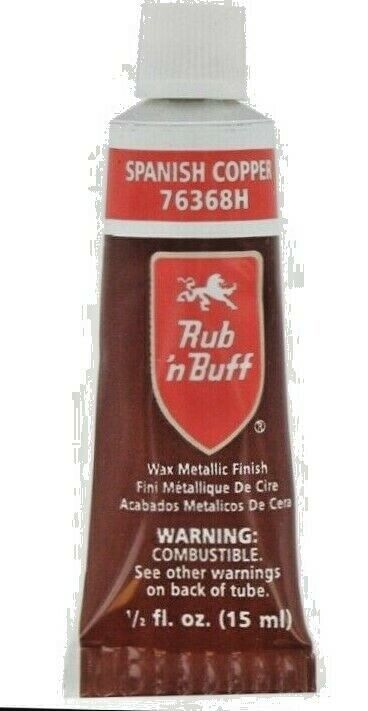 SPANISH COPPER
76368H
Rub
'n Buff
®
Wax Metallic Finish
Fini Métallique De Cire
Acabados Metalicos De Cera
WARNING:
COMBUSTIBLE.
See other warnings
on back of tube.
1/2 fl. oz. (15 ml)